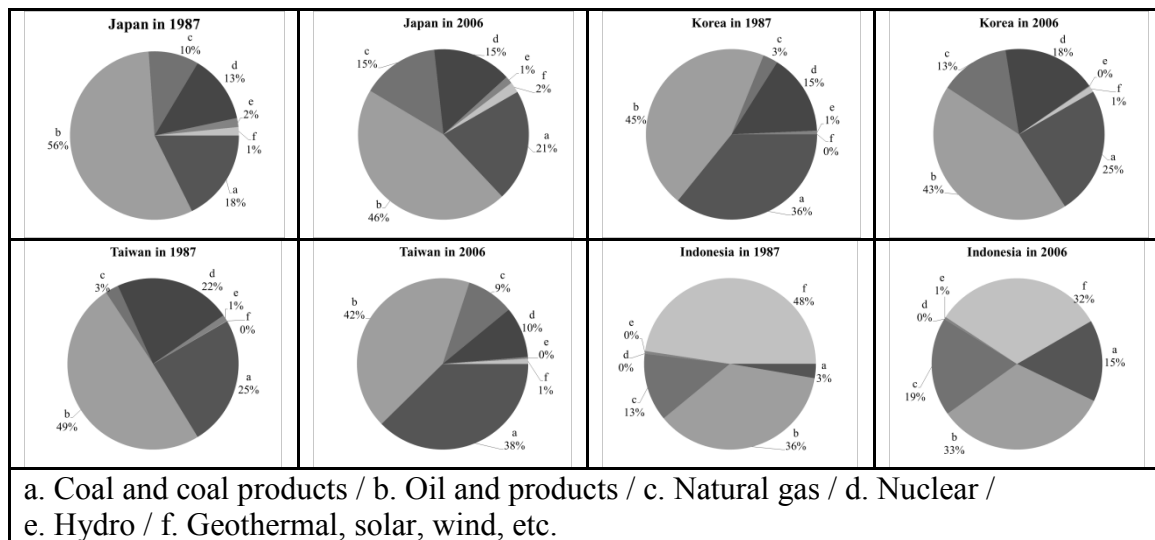 Japan in 1987
c
10%
d
13%
e
2%
f
1%
a
18%
b
56%
Japan in 2006
c
15%
d
15%
e
1%
f
2%
a
21%
b
46%
Korea in 1987
c
3%
d
15%
e
1%
f
0%
a
36%
b
45%
Korea in 2006
c
13%
d
18%
e
0%
f
1%
a
25%
b
43%
Taiwan in 1987
c
3%
d
22%
e
1%
f
0%
a
25%
b
49%
Taiwan in 2006
c
9%
d
10%
e
0%
f
1%
a
38%
b
42%
Indonesia in 1987
f
48%
a
3%
b
36%
c
13%
d
0%
e
0%
Indonesia in 2006
f
32%
a
15%
b
33%
c
19%
d
0%
e
1%
a. Coal and coal products / b. Oil and products / c. Natural gas / d. Nuclear /
e. Hydro / f. Geothermal, solar, wind, etc.